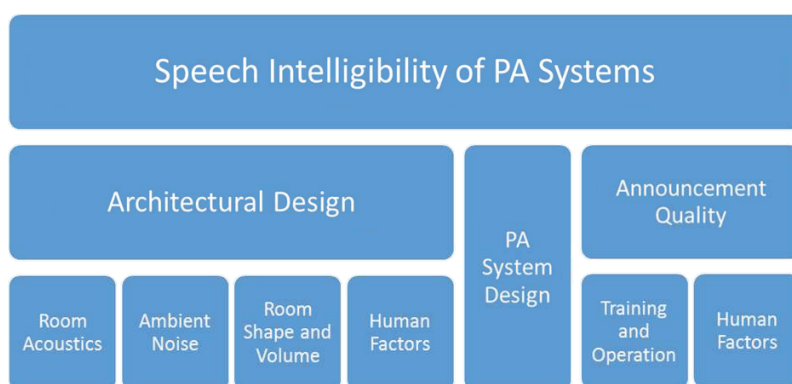 Speech Intelligibility of PA Systems
Architectural Design
PA
System
Design
Announcement
Quality
Room
Acoustics
Ambient
Noise
Room
Shape and
Volume
Human
Factors
Training
and
Operation
Human
Factors